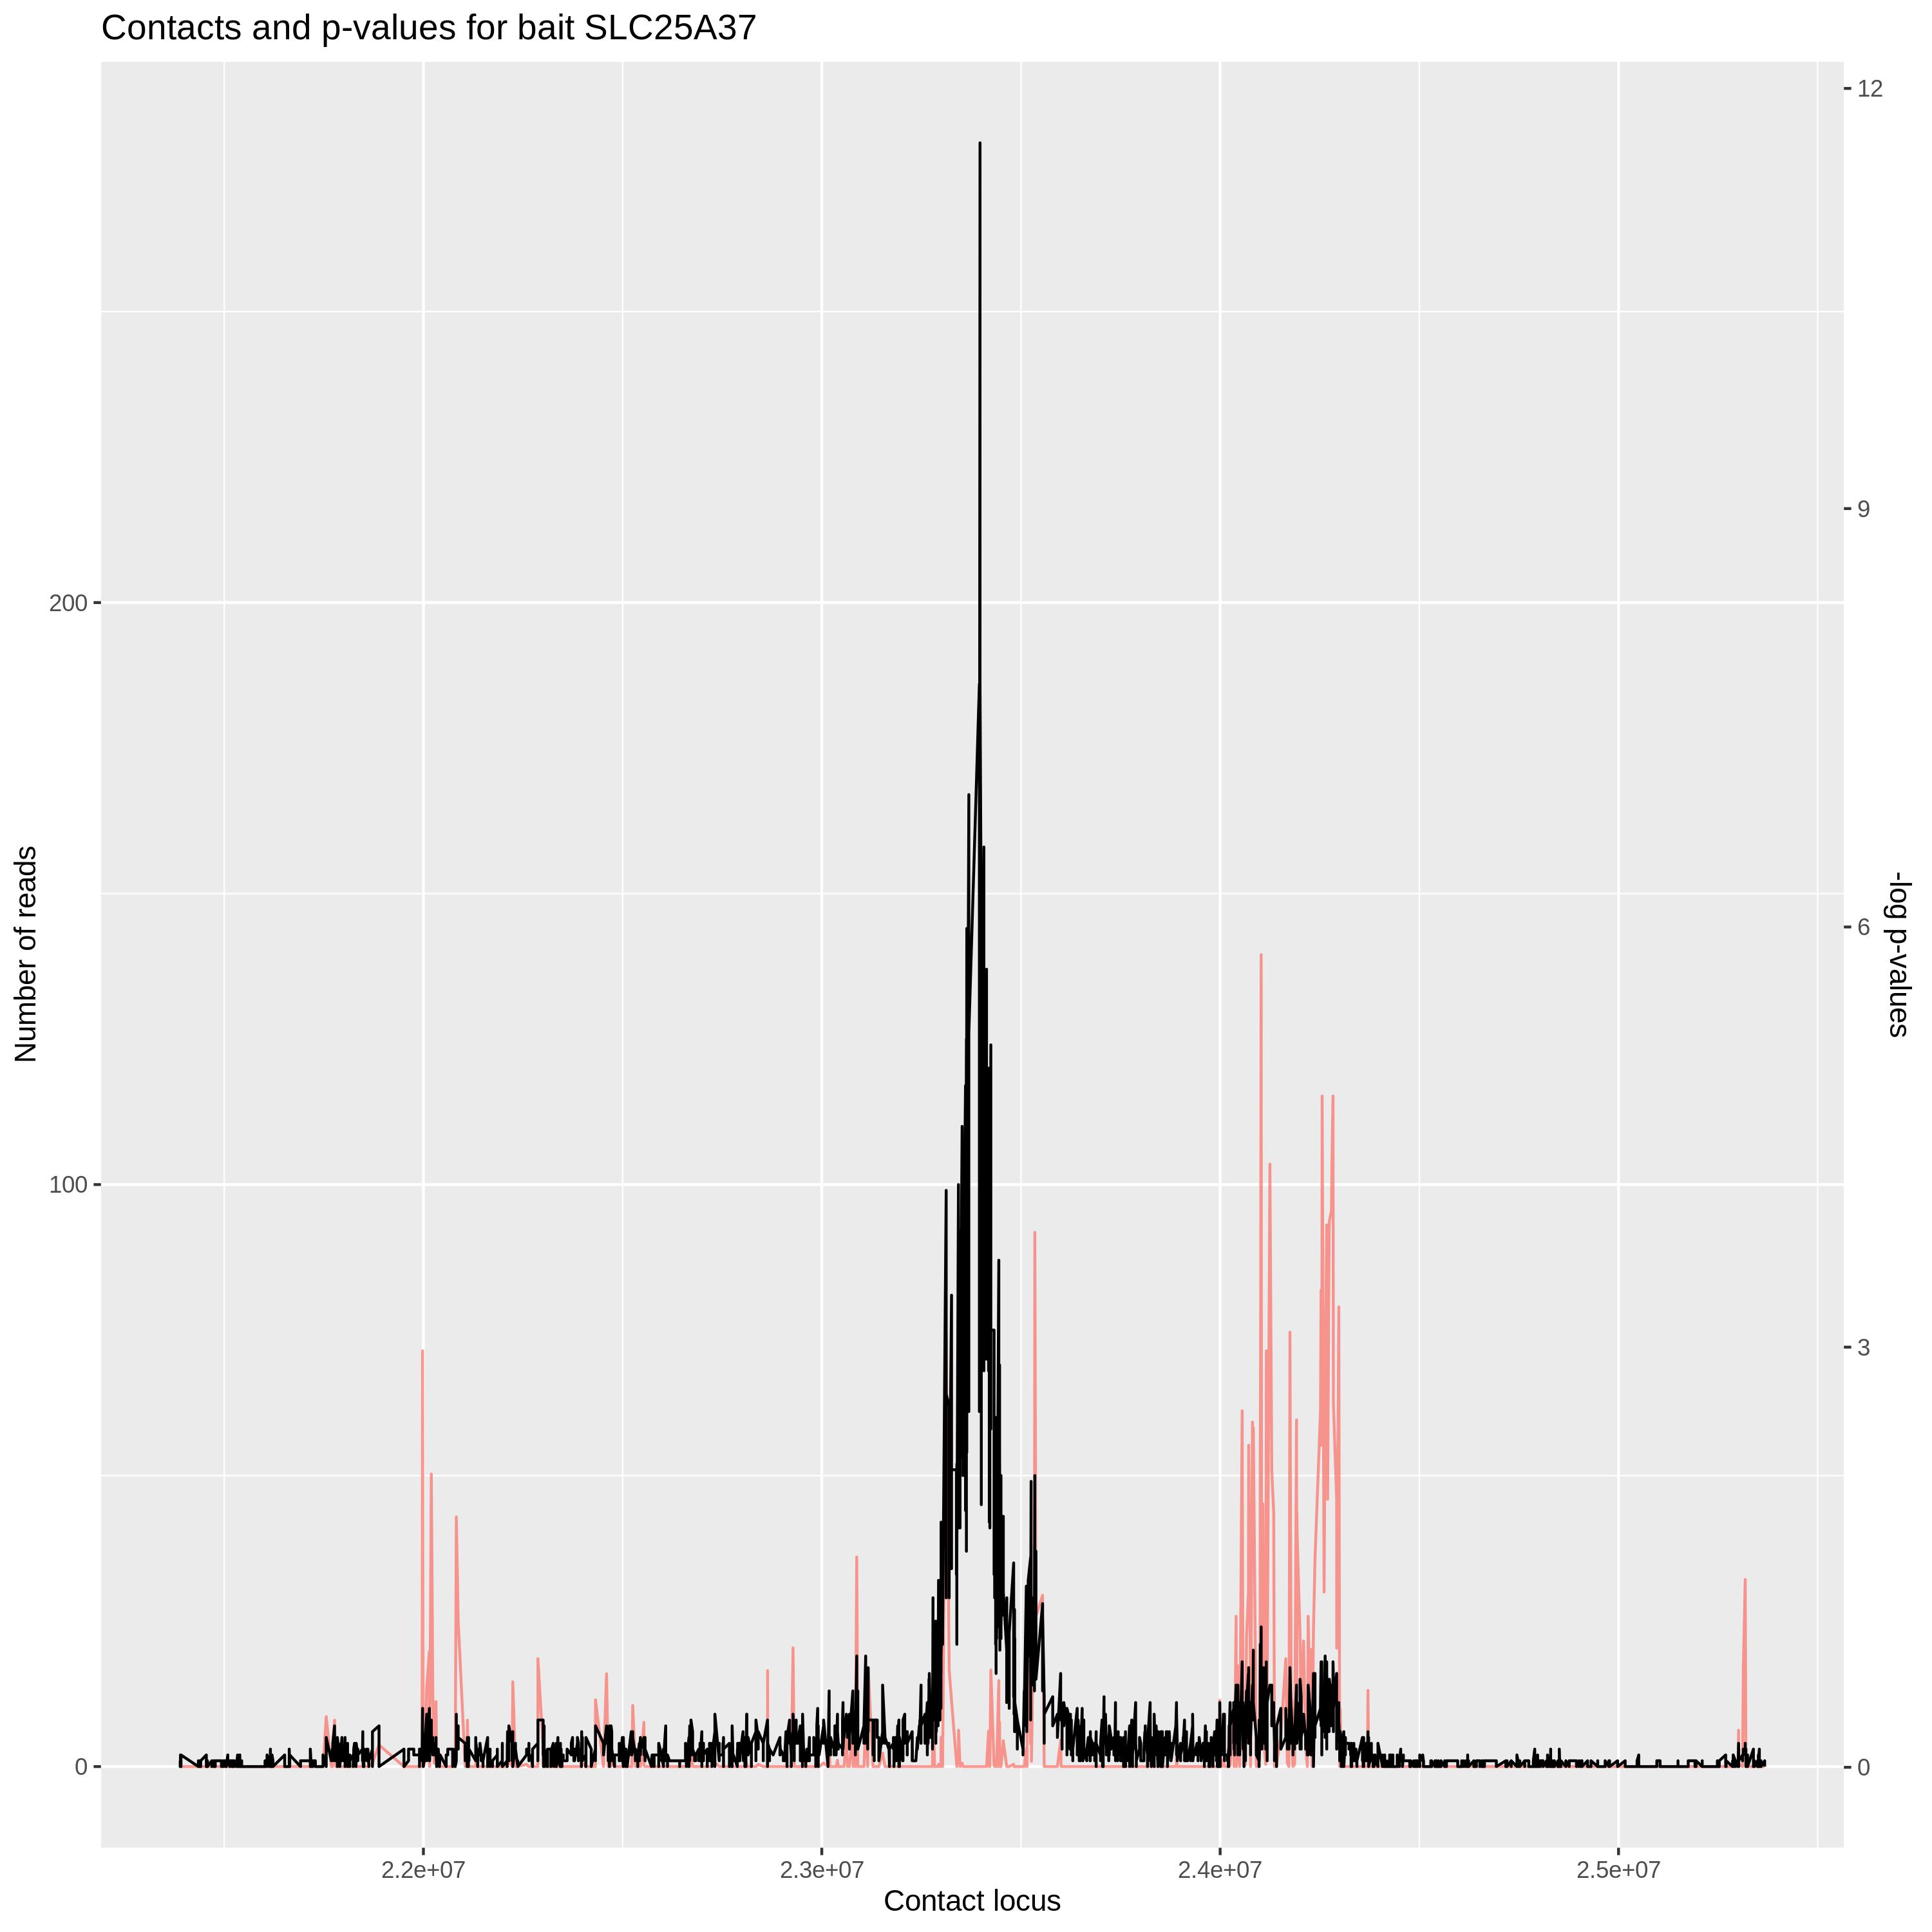 Contacts and p-values for bait SLC25A37
12
9
200
6
Number of reads
-log p-values
100
3
0
0
2.2e+07
2.3e+07
2.4e+07
2.5e+07
Contact locus